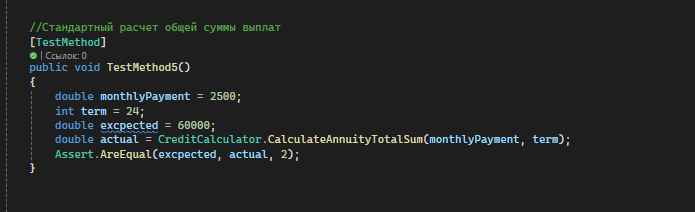 //Стандартный расчет общей суммы выплат
[TestMethod]
| Ссылок: 0
public void TestMethod5()
{
double monthlyPayment = 2500;
int term = 24;
double excpected = 60000;
double actual = CreditCalculator.CalculateAnnuityTotalSum(monthlyPayment, term);
Assert.AreEqual(excpected, actual, 2);
}